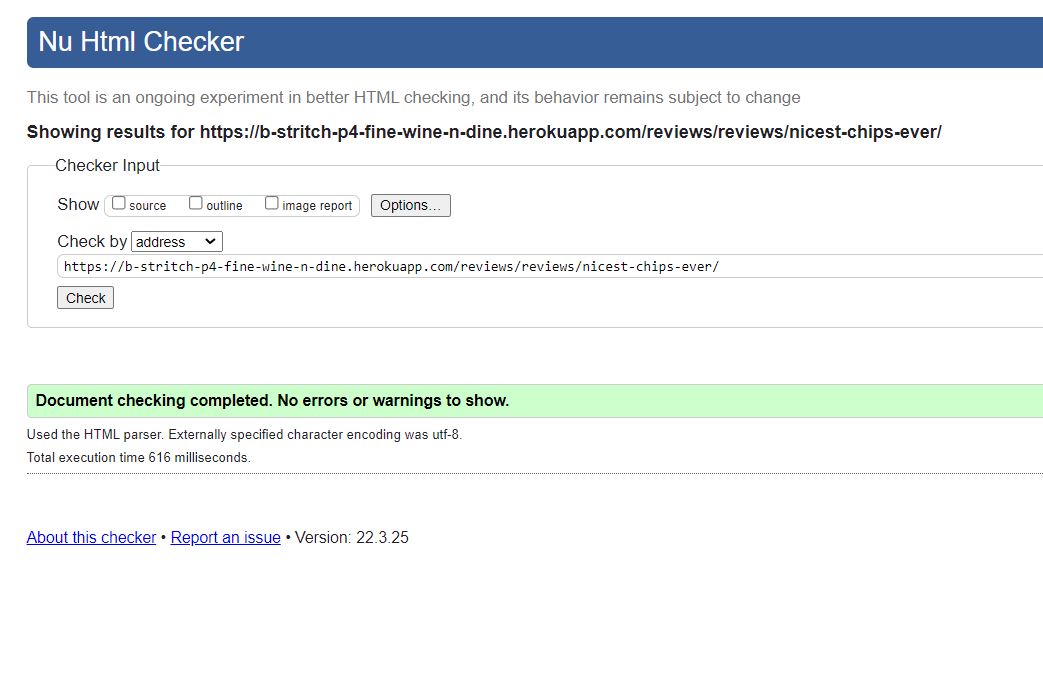 Nu Html Checker
This tool is an ongoing experiment in better HTML checking, and its behavior remains subject to change
Showing results for https://b-stritch-p4-fine-wine-n-dine.herokuapp.com/reviews/reviews/nicest-chips-ever/
Checker Input
Show source outline image report Options…
Check by address
https://b-stritch-p4-fine-wine-n-dine.herokuapp.com/reviews/reviews/nicest-chips-ever/
Check
Document checking completed. No errors or warnings to show.
Used the HTML parser. Externally specified character encoding was utf-8.
Total execution time 616 milliseconds.
About this checker • Report an issue • Version: 22.3.25